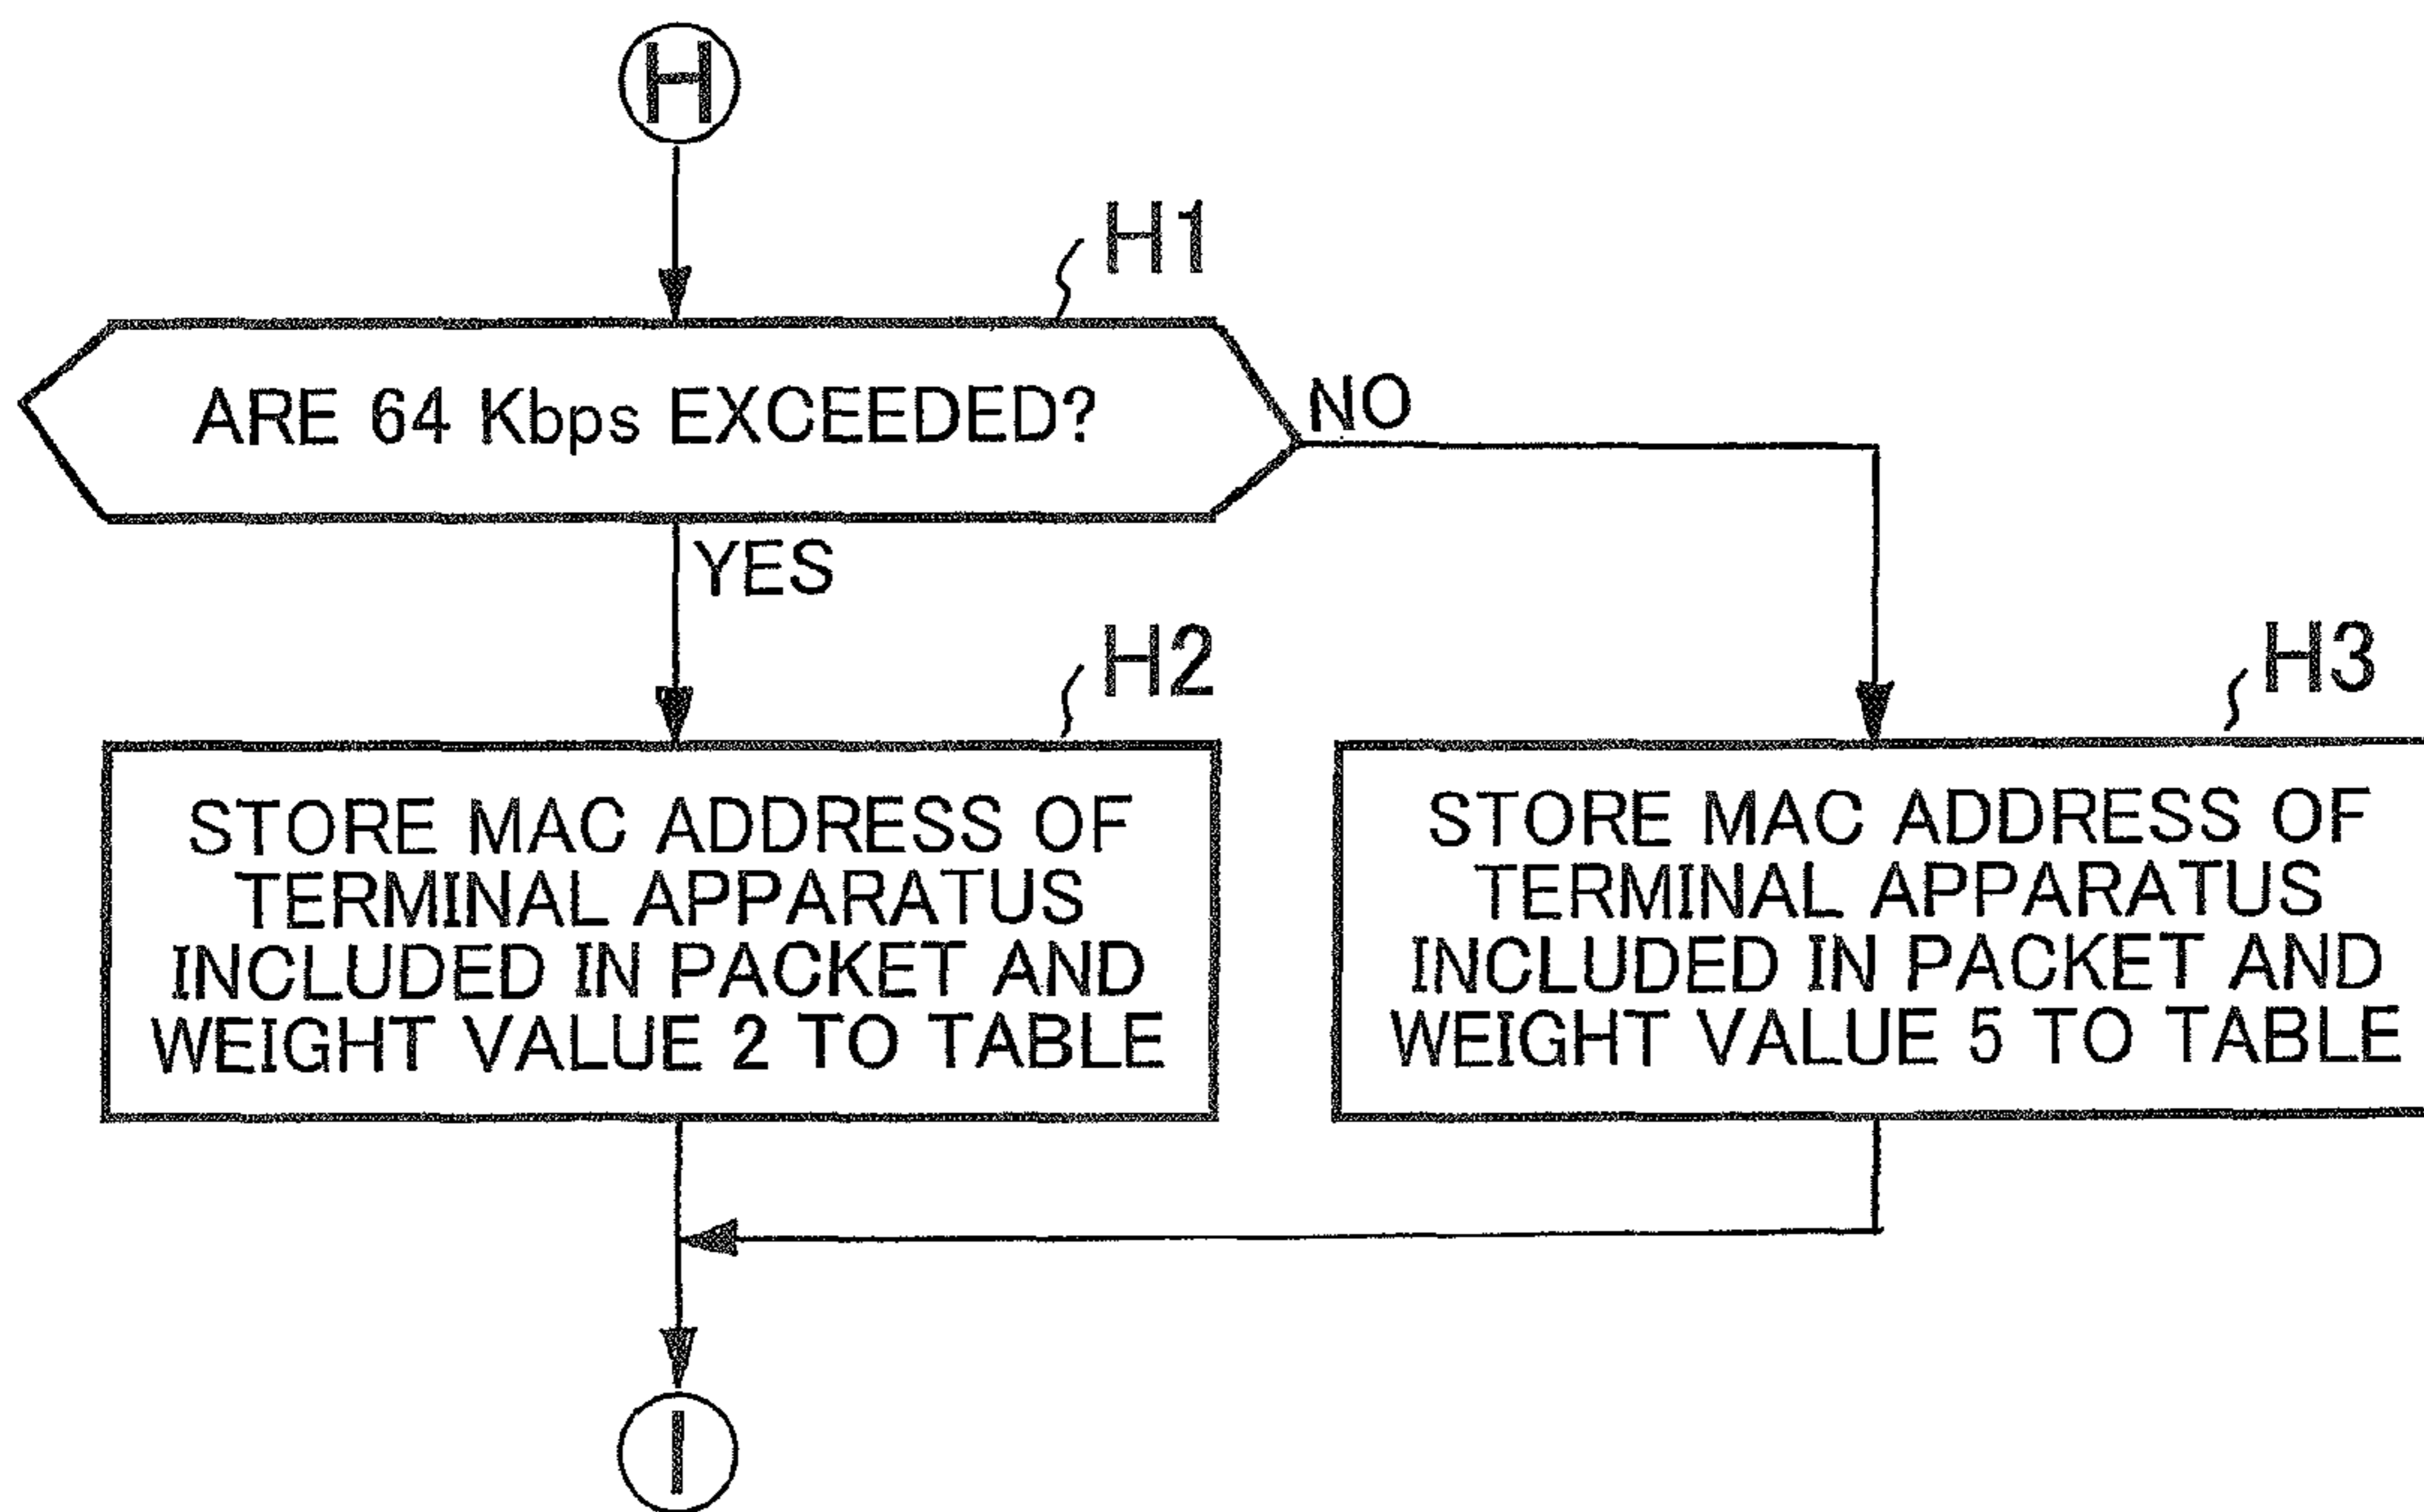 H
H1
ARE 64 Kbps EXCEEDED?
NO
YES
H2
STORE MAC ADDRESS OF
TERMINAL APPARATUS
INCLUDED IN PACKET AND
WEIGHT VALUE 2 TO TABLE
H3
STORE MAC ADDRESS OF
TERMINAL APPARATUS
INCLUDED IN PACKET AND
WEIGHT VALUE 5 TO TABLE
I